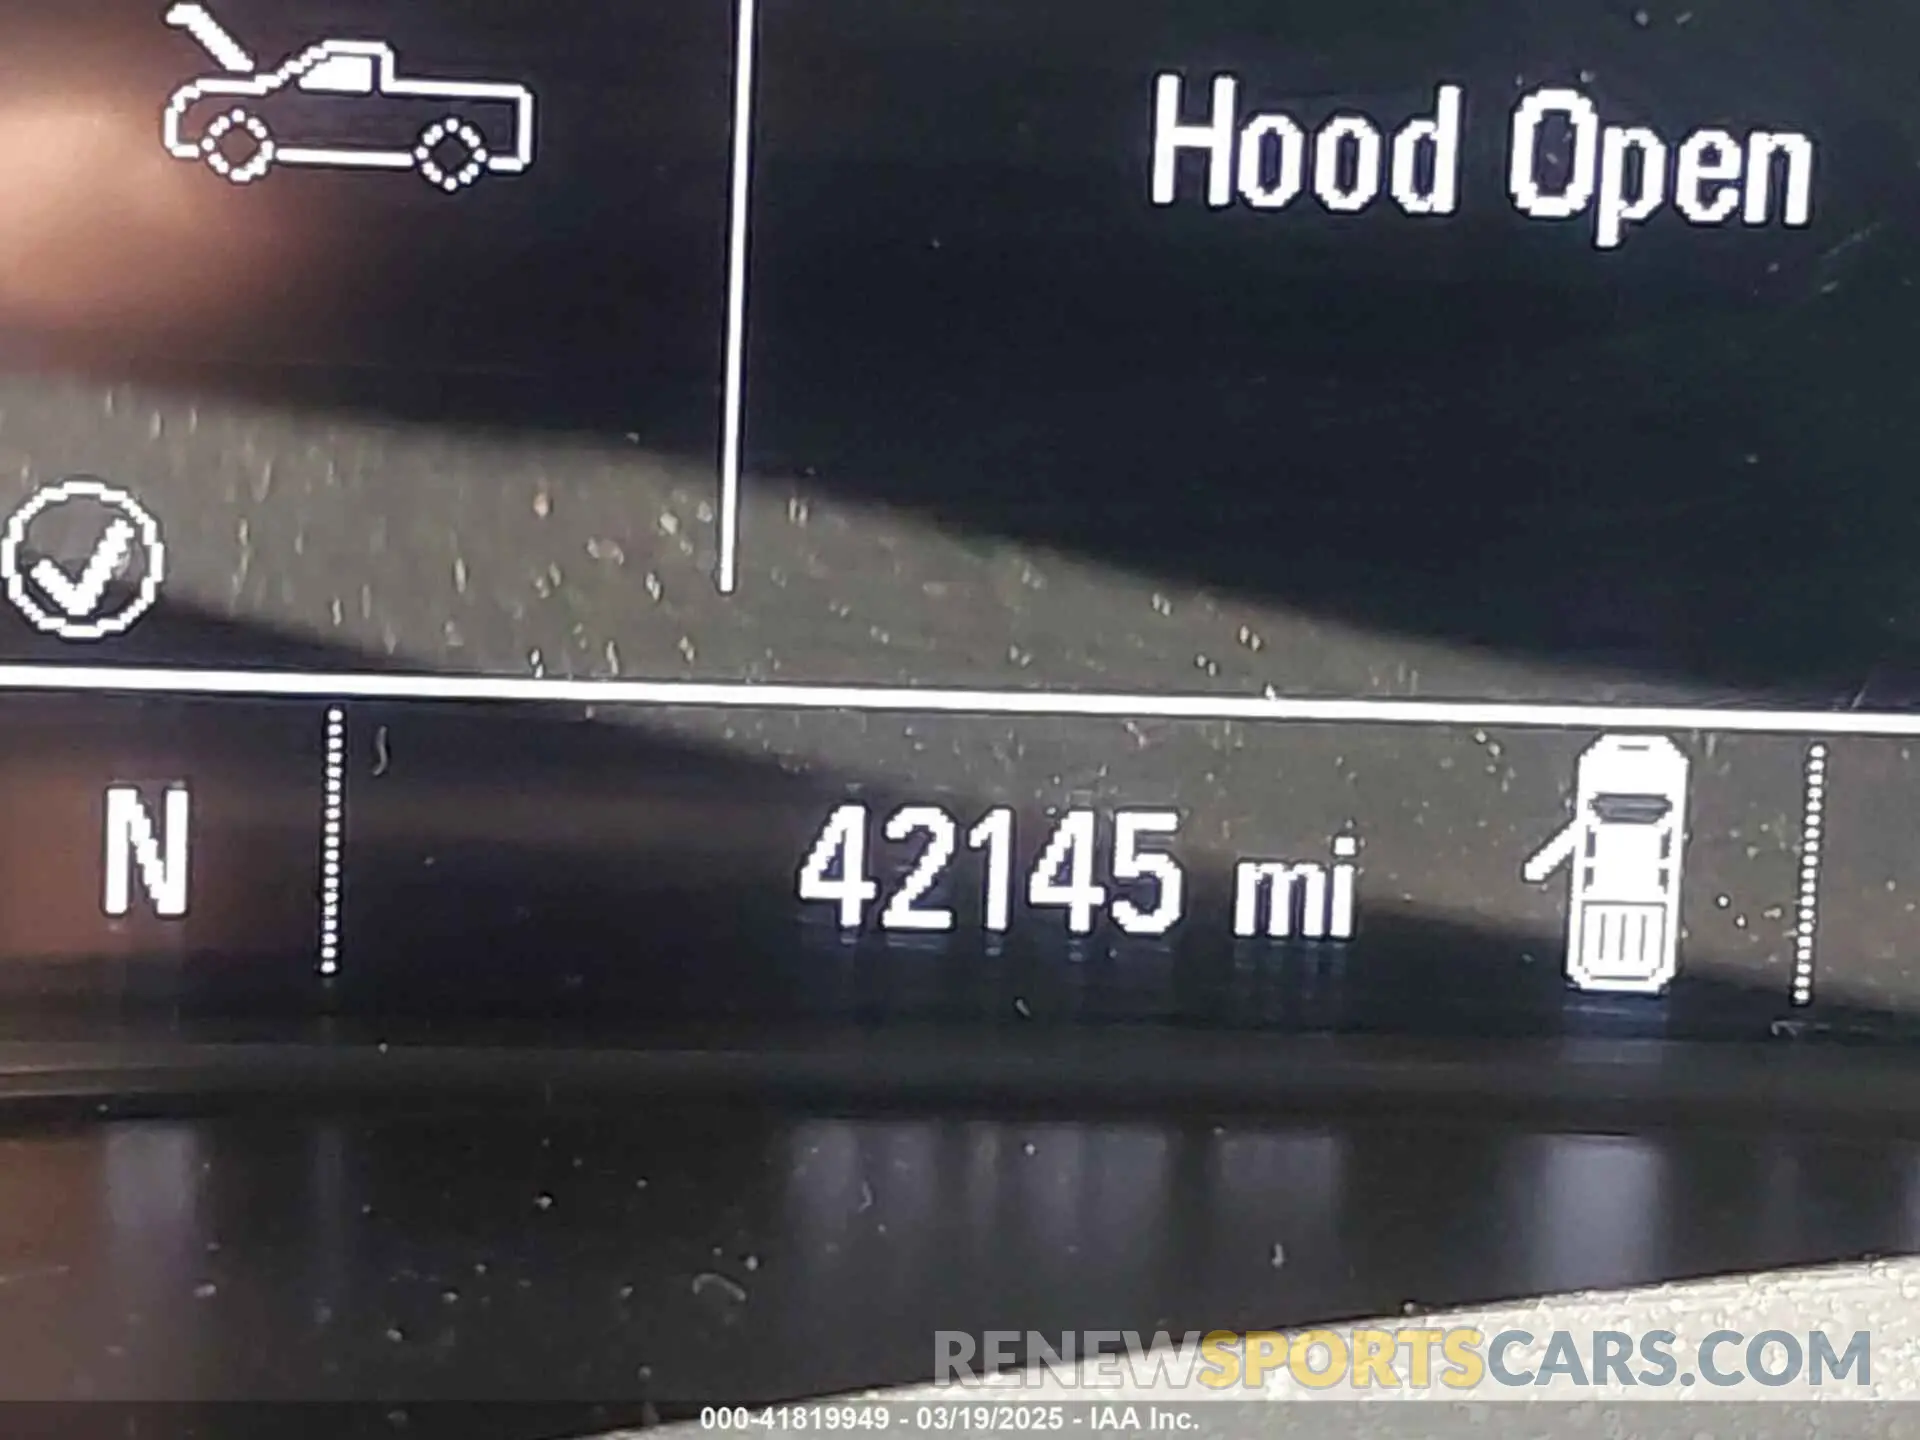 Hood Open
N 42145 mi
RENEWSPORTSCARS.COM
000-41819949 - 03/19/2025 - IAA Inc.